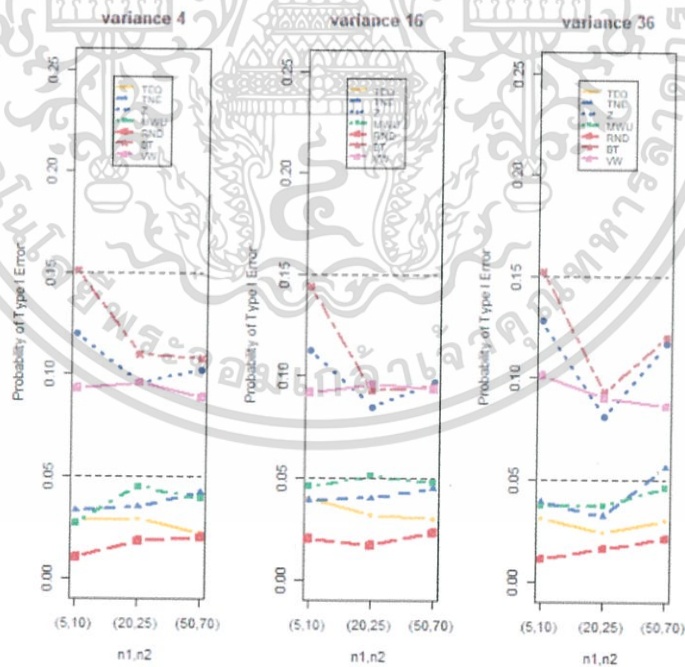 variance 4
variance 16
variance 36
Probability of Type I Error
0.25
0.20
0.15
0.10
0.05
0.00
TEQ
TNE
Z
MWU
RND
BT
VW
(5,10)
(20,25)
(50,70)
n1,n2
Probability of Type I Error
0.25
0.20
0.15
0.10
0.05
0.00
TEQ
TNE
Z
MWU
RND
BT
VW
(5,10)
(20,25)
(50,70)
n1,n2
Probability of Type I Error
0.25
0.20
0.15
0.10
0.05
0.00
TEQ
TNE
Z
MWU
RND
BT
VW
(5,10)
(20,25)
(50,70)
n1,n2